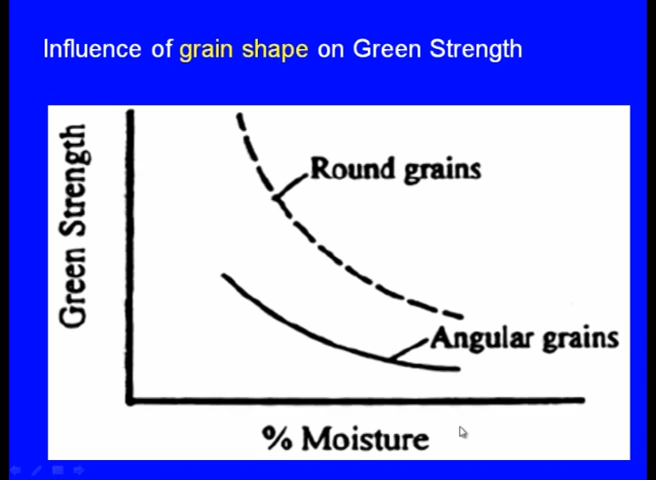 Influence of grain shape on Green Strength
Green Strength
Round grains
Angular grains
% Moisture